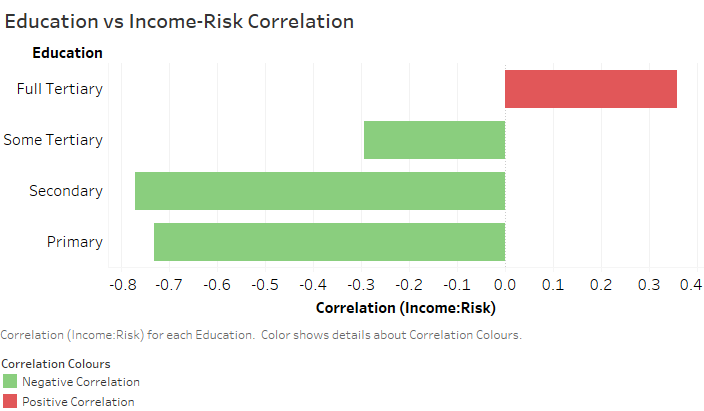 Education vs Income-Risk Correlation
Education
Full Tertiary
Some Tertiary
Secondary
Primary
-0.8 -0.7 -0.6 -0.5 -0.4 -0.3 -0.2 -0.1 0.0 0.1 0.2 0.3 0.4
Correlation (Income:Risk)
Correlation (Income:Risk) for each Education. Color shows details about Correlation Colours.
Correlation Colours
Negative Correlation
Positive Correlation